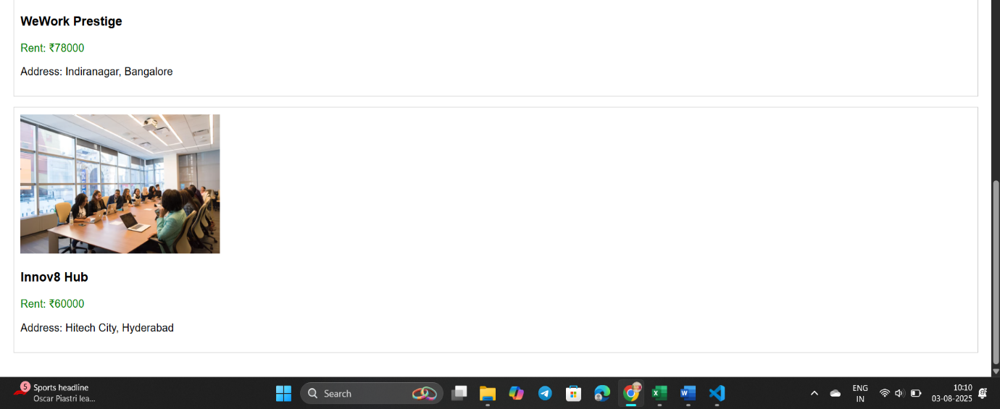 WeWork Prestige
Rent: ₹78000
Address: Indiranagar, Bangalore
Innov8 Hub
Rent: ₹60000
Address: Hitech City, Hyderabad
5
Sports headline
Oscar Piastri lea...
Search
ENG
IN
10:10
03-08-2025